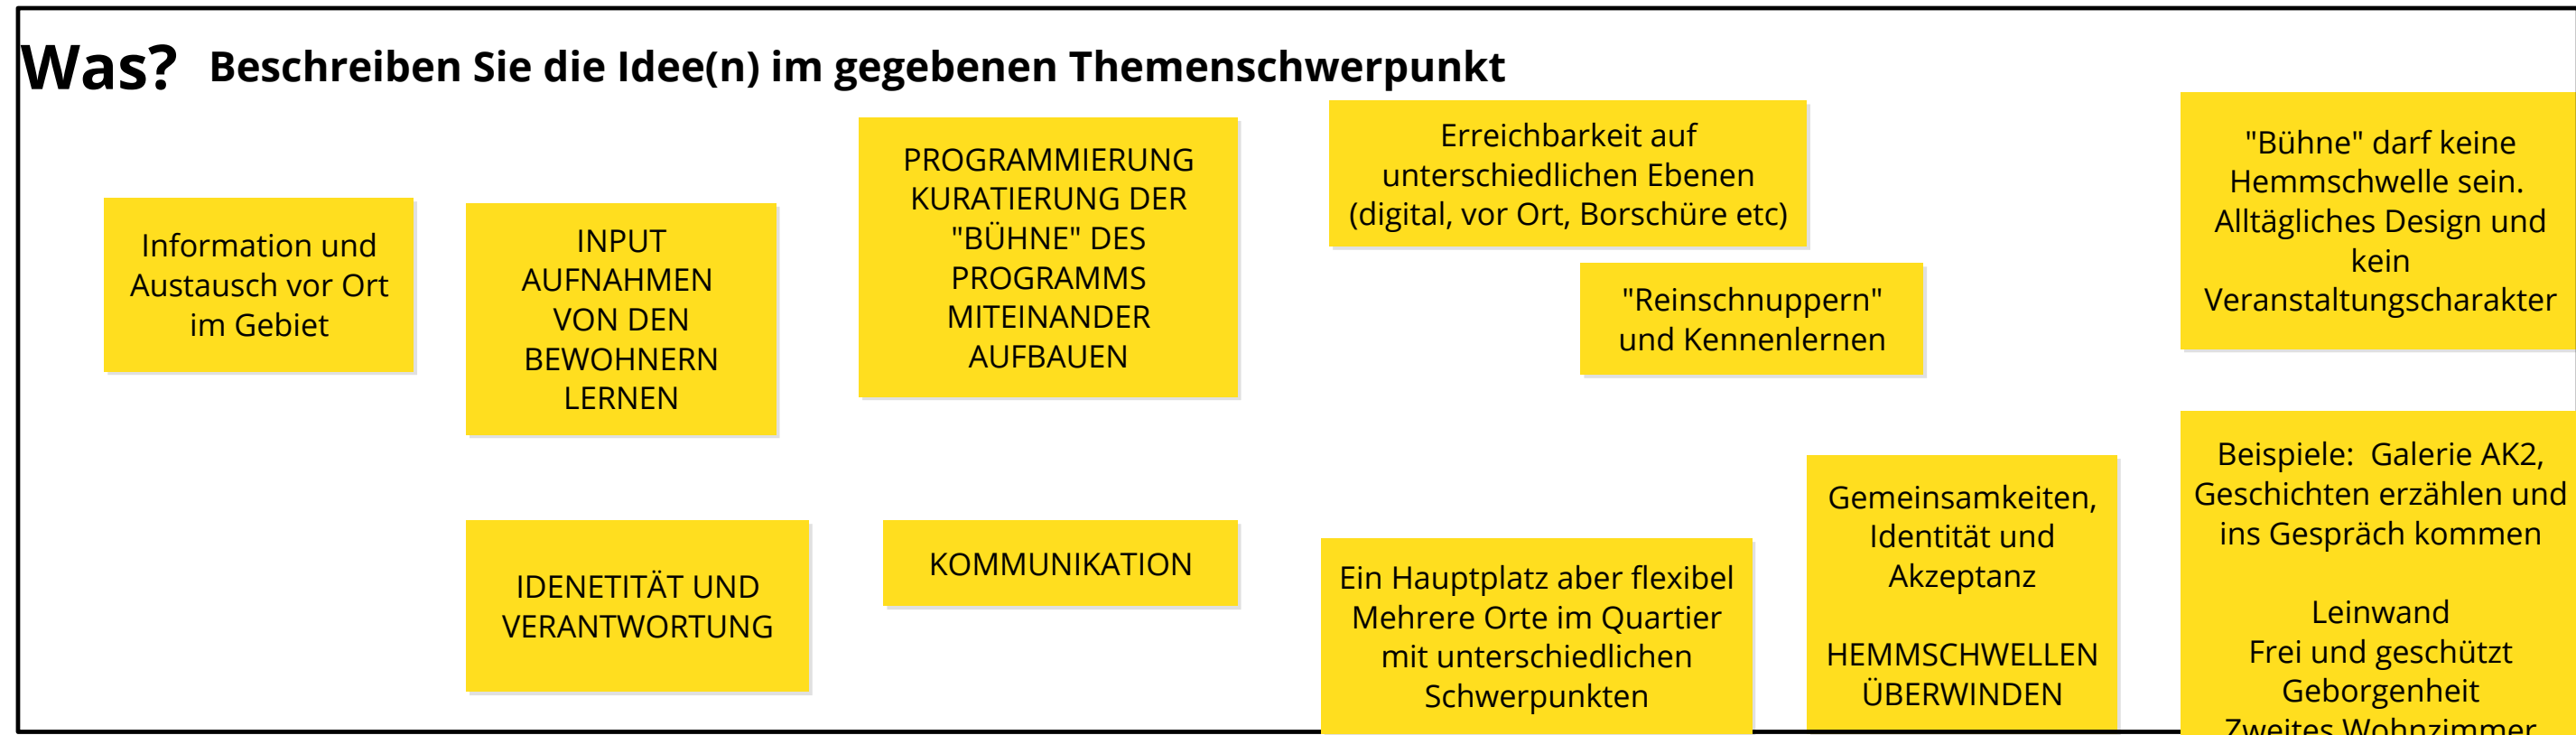 Was? Beschreiben Sie die Idee(n) im gegebenen Themenschwerpunkt
Information und
Austausch vor Ort
im Gebiet
INPUT
AUFNAHMEN
VON DEN
BEWOHNERN
LERNEN
PROGRAMMIERUNG
KURATIERUNG DER
"BÜHNE" DES
PROGRAMMS
MITEINANDER
AUFBAUEN
Erreichbarkeit auf
unterschiedlichen Ebenen
(digital, vor Ort, Borschüre etc)
"Reinschnuppern"
und Kennenlernen
"Bühne" darf keine
Hemmschwelle sein.
Alltägliches Design und
kein
Veranstaltungscharakter
IDENETITÄT UND
VERANTWORTUNG
KOMMUNIKATION
Ein Hauptplatz aber flexibel
Mehrere Orte im Quartier
mit unterschiedlichen
Schwerpunkten
Gemeinsamkeiten,
Identität und
Akzeptanz
HEMMSCHWELLEN
ÜBERWINDEN
Beispiele: Galerie AK2,
Geschichten erzählen und
ins Gespräch kommen
Leinwand
Frei und geschützt
Geborgenheit
Zweites Wohnzimmer